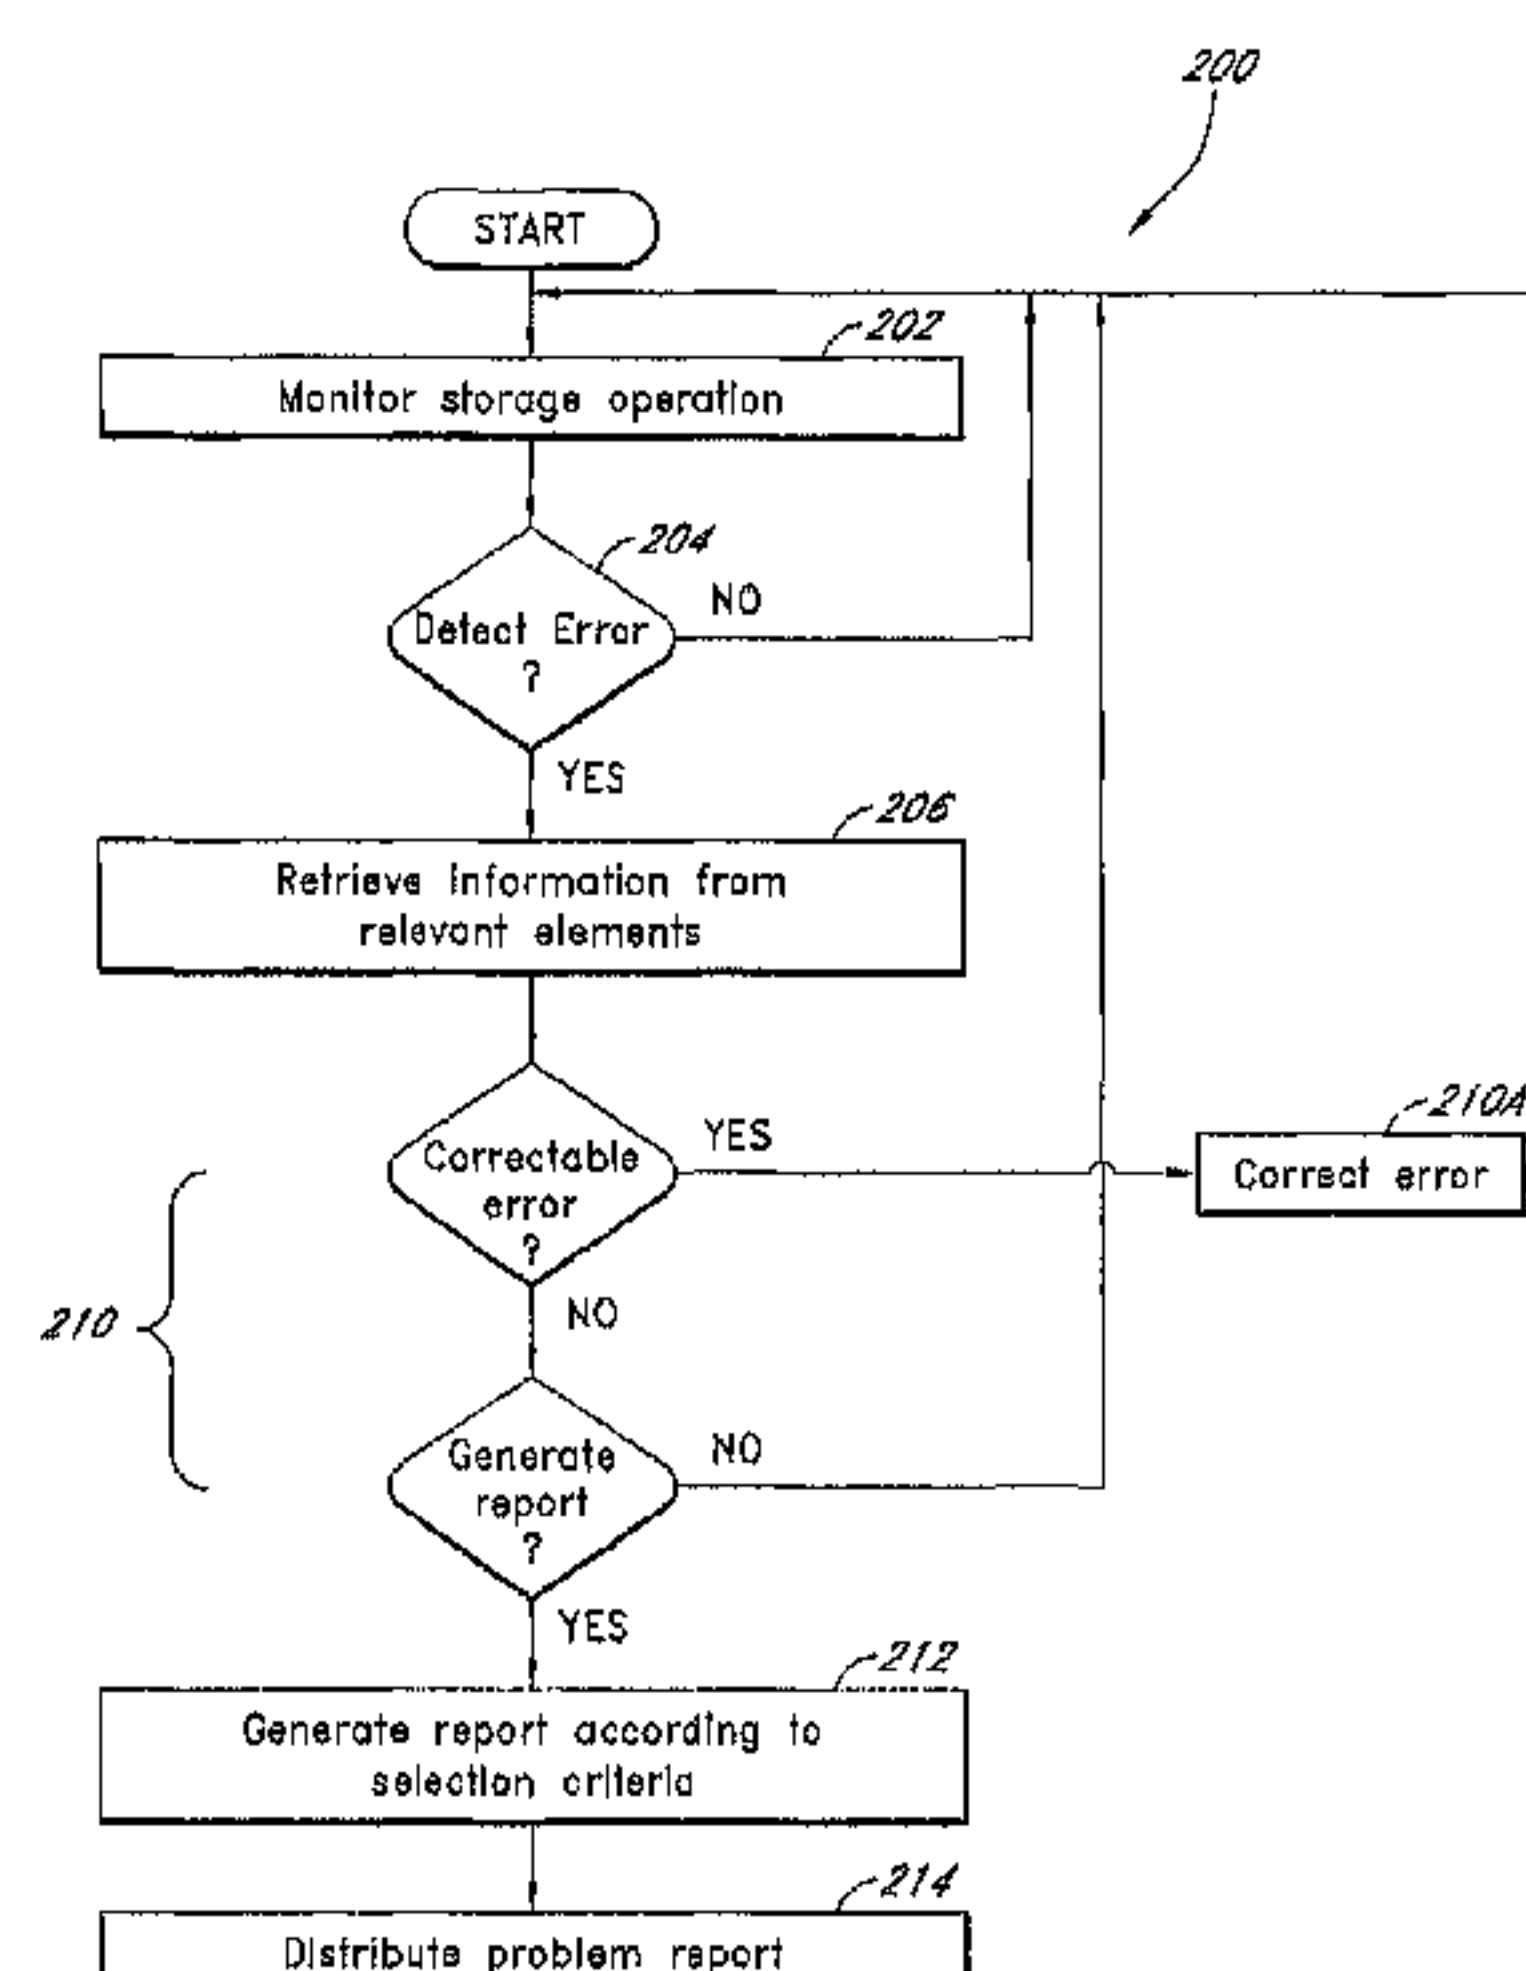 200
START
202
Monitor storage operation
204
Detect Error
?
NO
YES
206
Retrieve information from
relevant elements
Correctable
error
?
YES
210A
Correct error
NO
210
Generate
report
?
NO
YES
212
Generate report according to
selection criteria
214
Distribute problem report